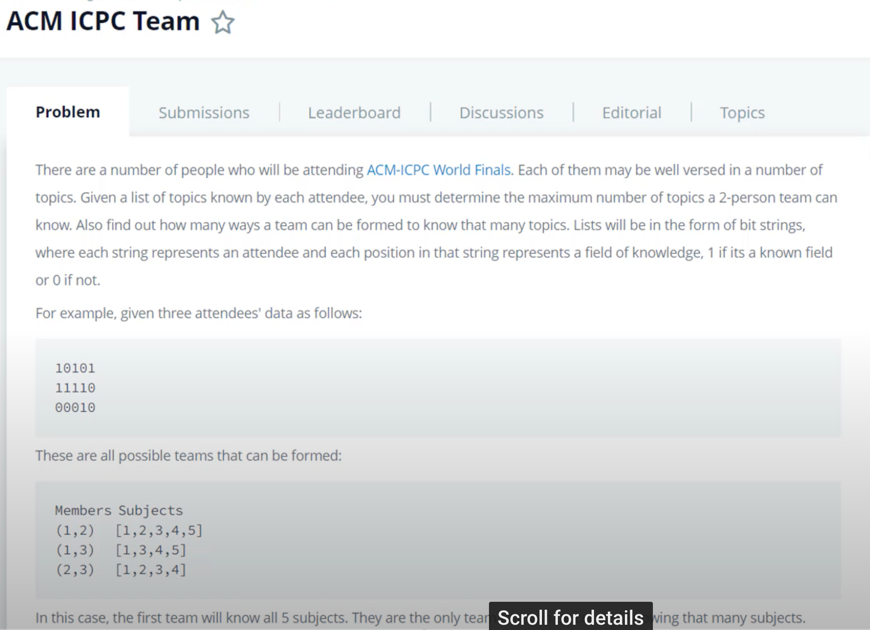 ACM ICPC Team
Problem Submissions Leaderboard Discussions Editorial Topics
There are a number of people who will be attending ACM-ICPC World Finals. Each of them may be well versed in a number of
topics. Given a list of topics known by each attendee, you must determine the maximum number of topics a 2-person team can
know. Also find out how many ways a team can be formed to know that many topics. Lists will be in the form of bit strings,
where each string represents an attendee and each position in that string represents a field of knowledge, 1 if its a known field
or 0 if not.
For example, given three attendees' data as follows:
10101
11110
00010
These are all possible teams that can be formed:
Members Subjects
(1,2) [1,2,3,4,5]
(1,3) [1,3,4,5]
(2,3) [1,2,3,4]
In this case, the first team will know all 5 subjects. They are the only that many subjects.
Scroll for details